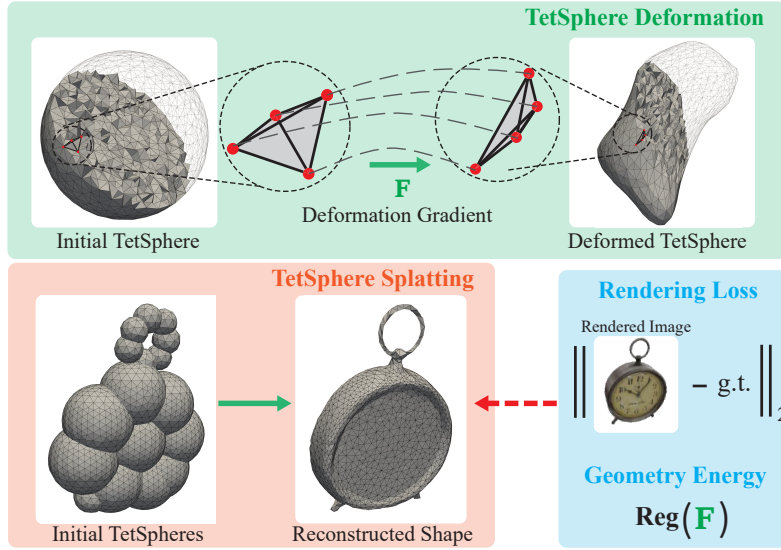 TetSphere Deformation
F
Deformation Gradient
Initial TetSphere
Deformed TetSphere
TetSphere Splatting
Initial TetSpheres
Reconstructed Shape
Rendering Loss
Rendered Image
|| − g.t. ||₂
Geometry Energy
Reg(F)